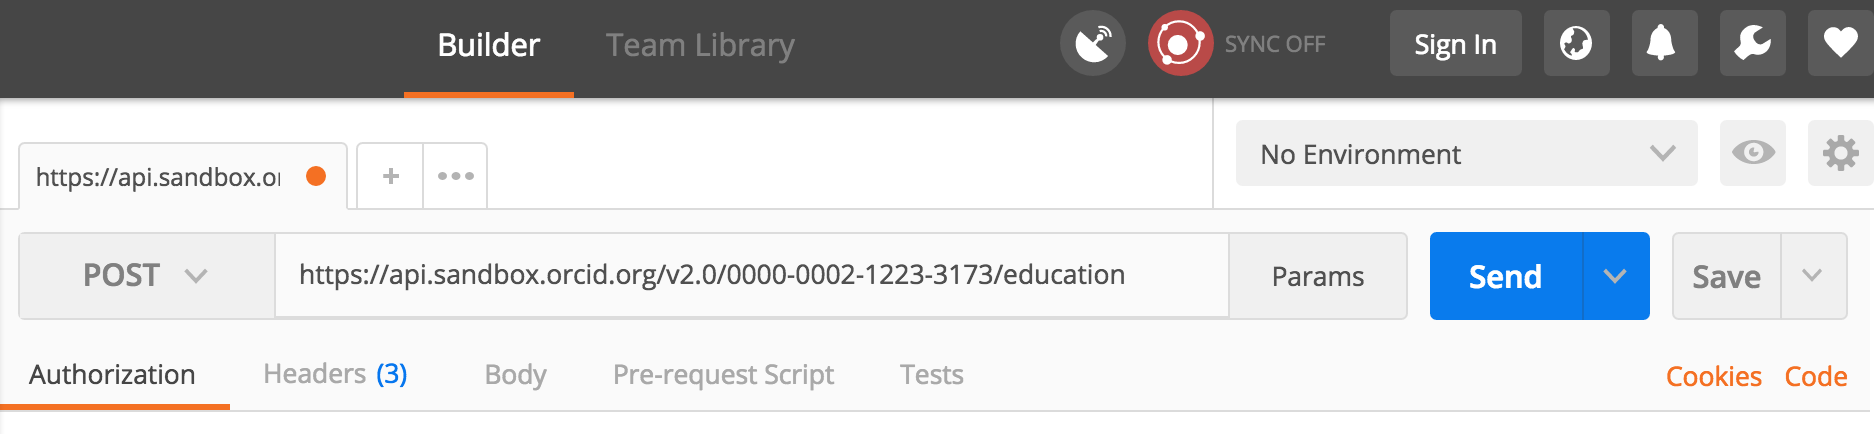 Builder Team Library SYNC OFF Sign In
https://api.sandbox.or No Environment
POST https://api.sandbox.orcid.org/v2.0/0000-0002-1223-3173/education Params Send Save
Authorization Headers (3) Body Pre-request Script Tests Cookies Code